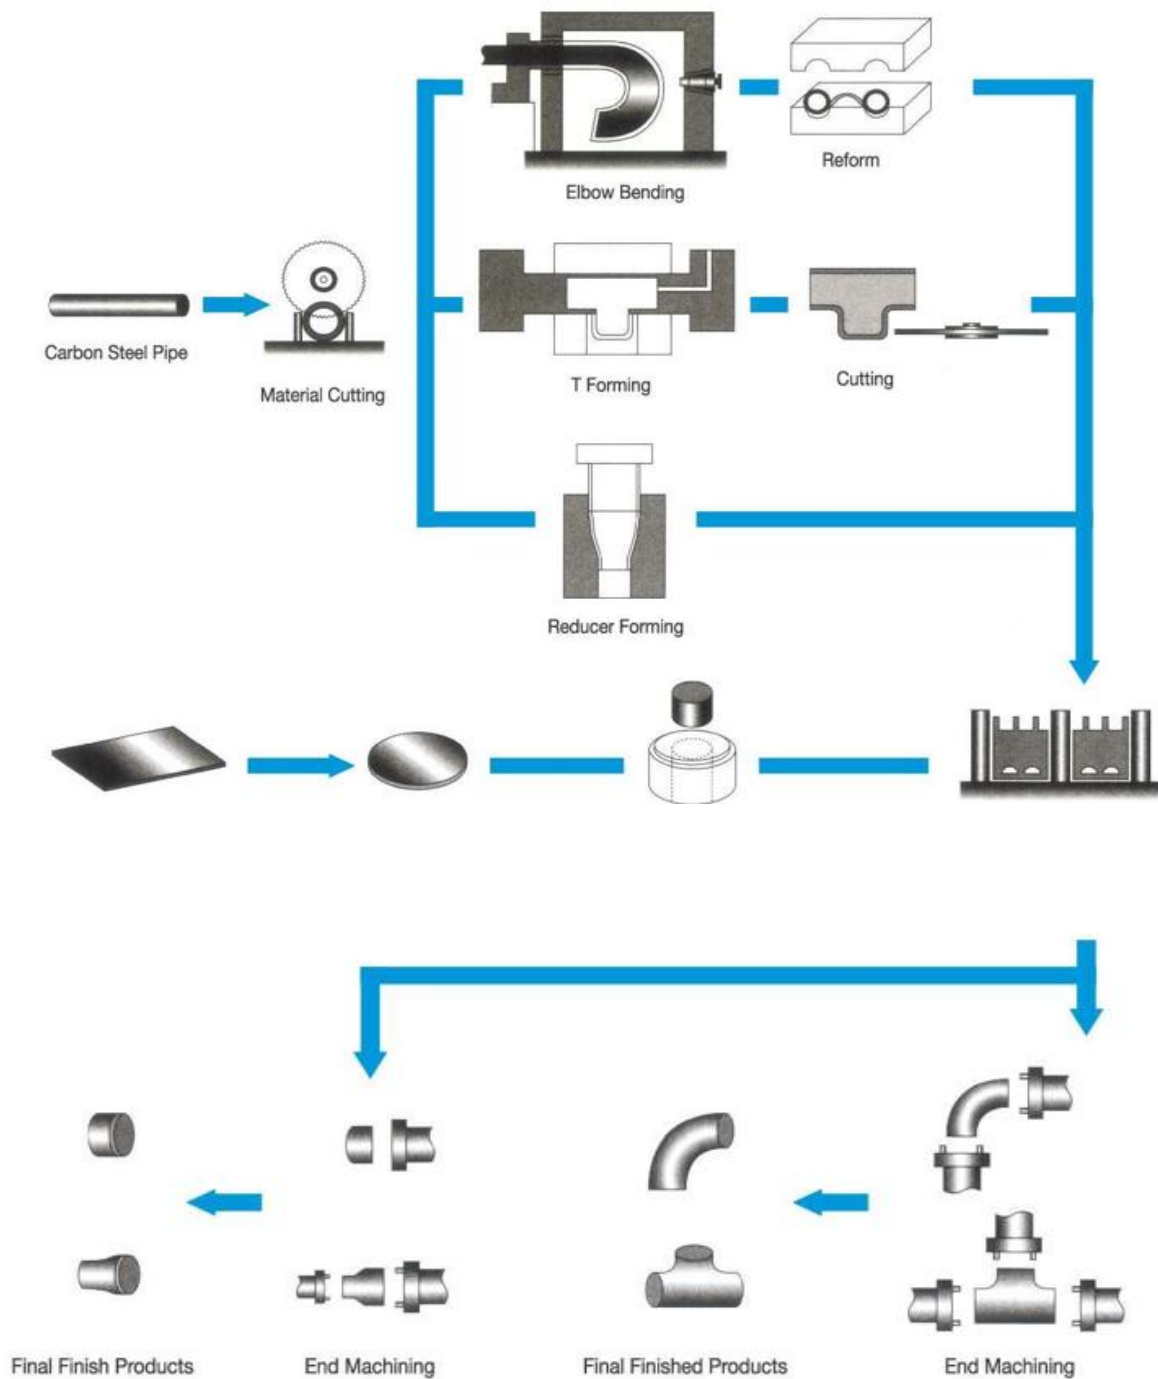 Reform
Elbow Bending
Carbon Steel Pipe
Material Cutting
T Forming
Cutting
Reducer Forming
Final Finish Products
End Machining
Final Finished Products
End Machining